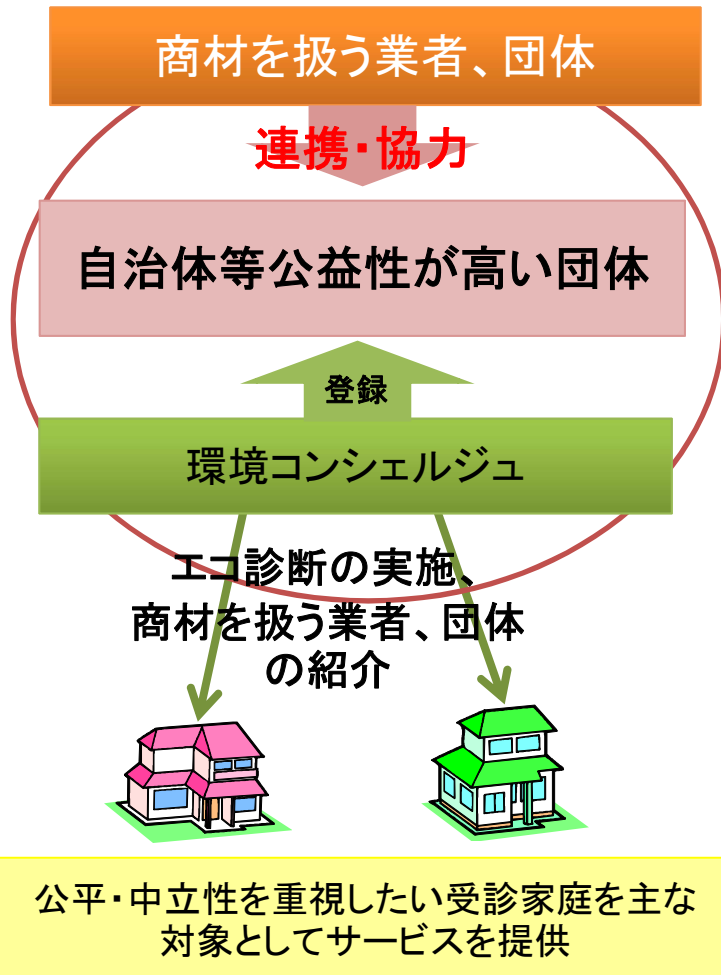 商材を扱う業者、団体
連携・協力
自治体等公益性が高い団体
登録
環境コンシェルジュ
エコ診断の実施、
商材を扱う業者、団体
の紹介
公平・中立性を重視したい受診家庭を主な
対象としてサービスを提供